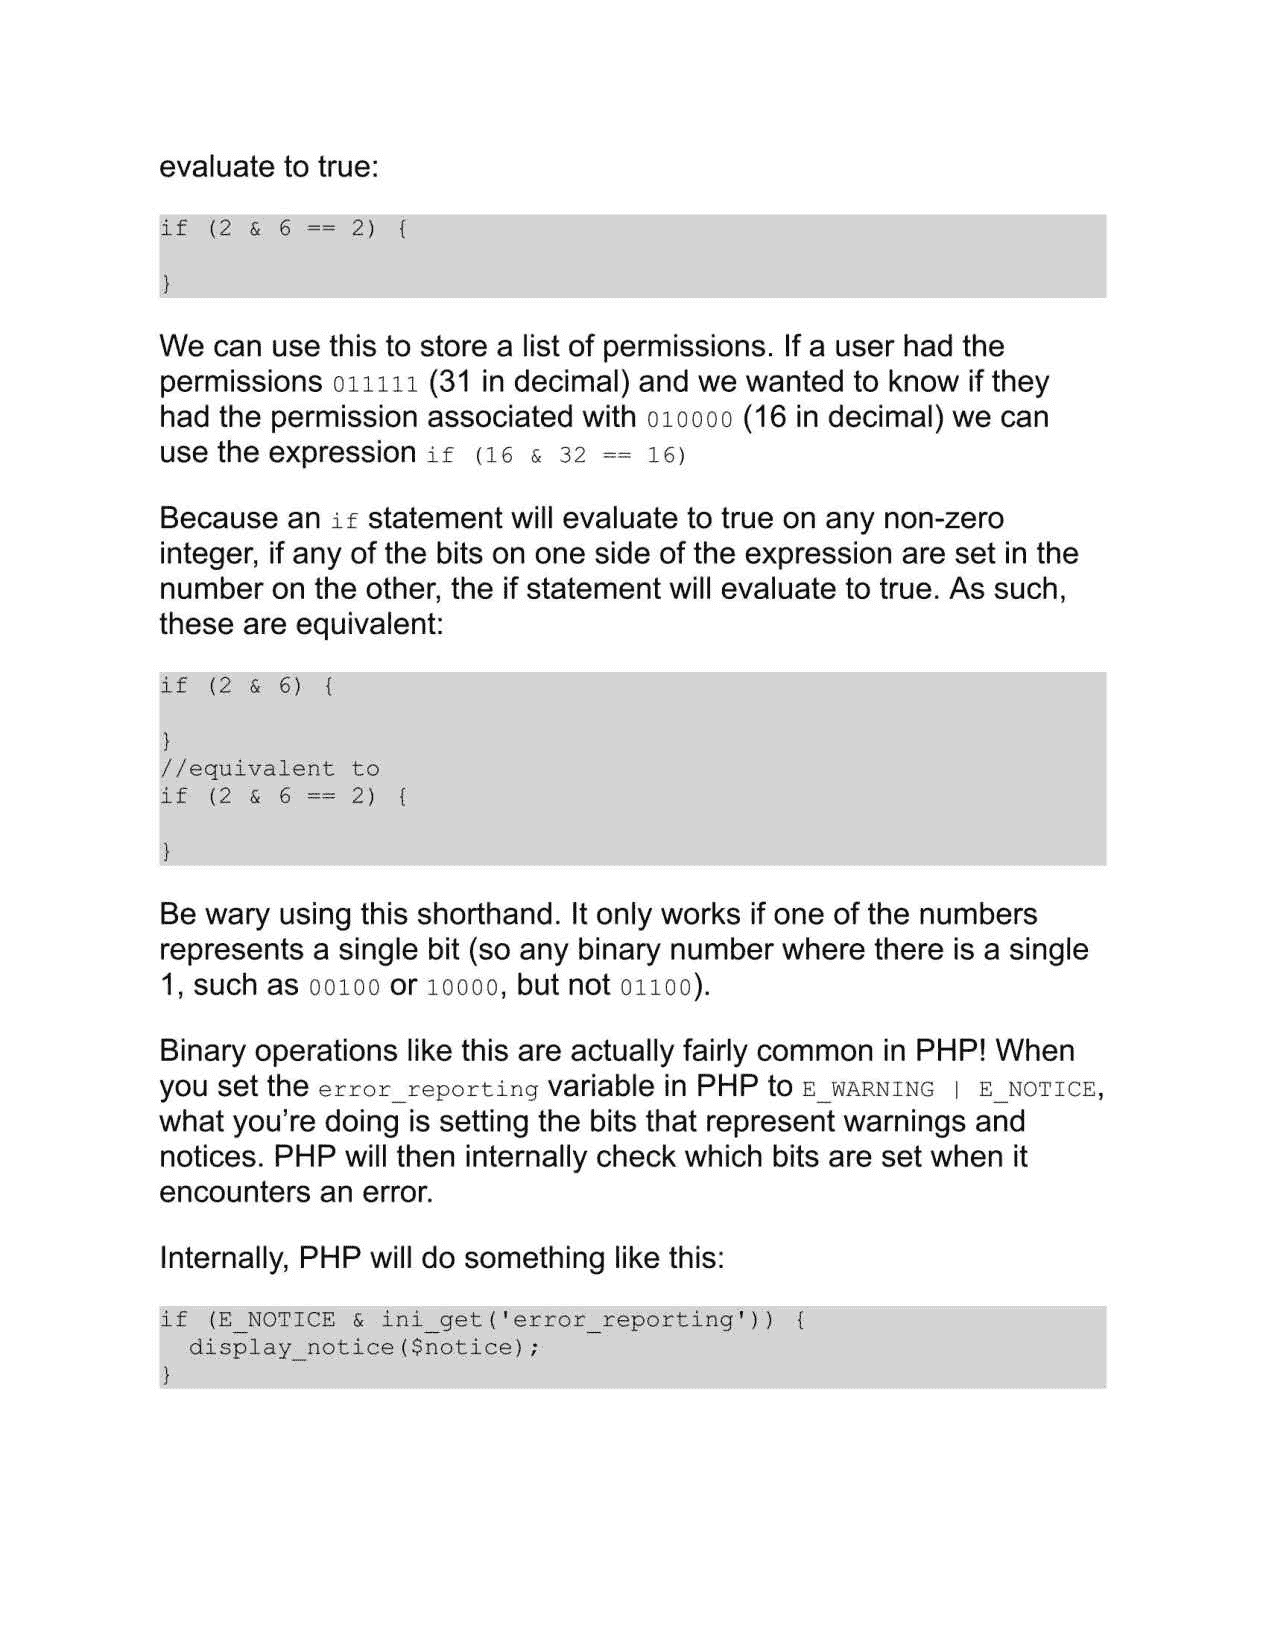 evaluate to true:
if (2 & 6 == 2) {
}
We can use this to store a list of permissions. If a user had the
permissions 011111 (31 in decimal) and we wanted to know if they
had the permission associated with 010000 (16 in decimal) we can
use the expression if (16 & 32 == 16)
Because an if statement will evaluate to true on any non-zero
integer, if any of the bits on one side of the expression are set in the
number on the other, the if statement will evaluate to true. As such,
these are equivalent:
if (2 & 6) {
}
//equivalent to
if (2 & 6 == 2) {
}
Be wary using this shorthand. It only works if one of the numbers
represents a single bit (so any binary number where there is a single
1, such as 00100 or 10000, but not 01100).
Binary operations like this are actually fairly common in PHP! When
you set the error_reporting variable in PHP to E_WARNING | E_NOTICE,
what you’re doing is setting the bits that represent warnings and
notices. PHP will then internally check which bits are set when it
encounters an error.
Internally, PHP will do something like this:
if (E_NOTICE & ini_get('error_reporting')) {
  display_notice($notice);
}